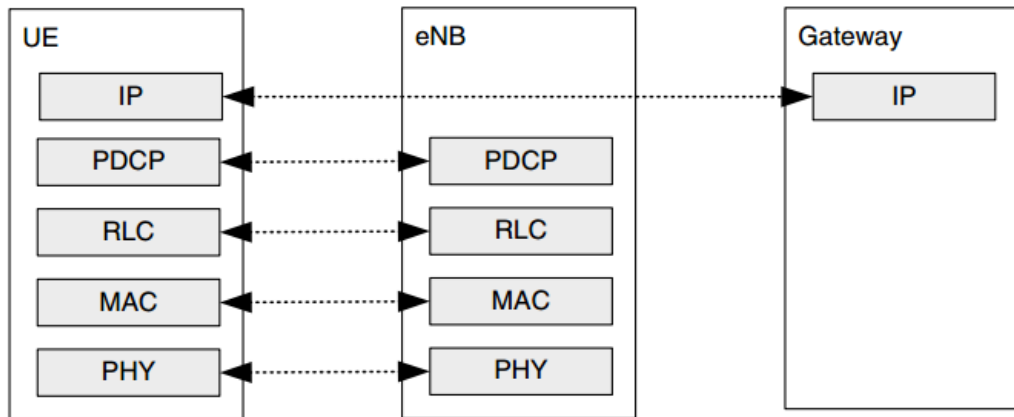 UE
eNB
Gateway
IP
IP
PDCP
PDCP
RLC
RLC
MAC
MAC
PHY
PHY